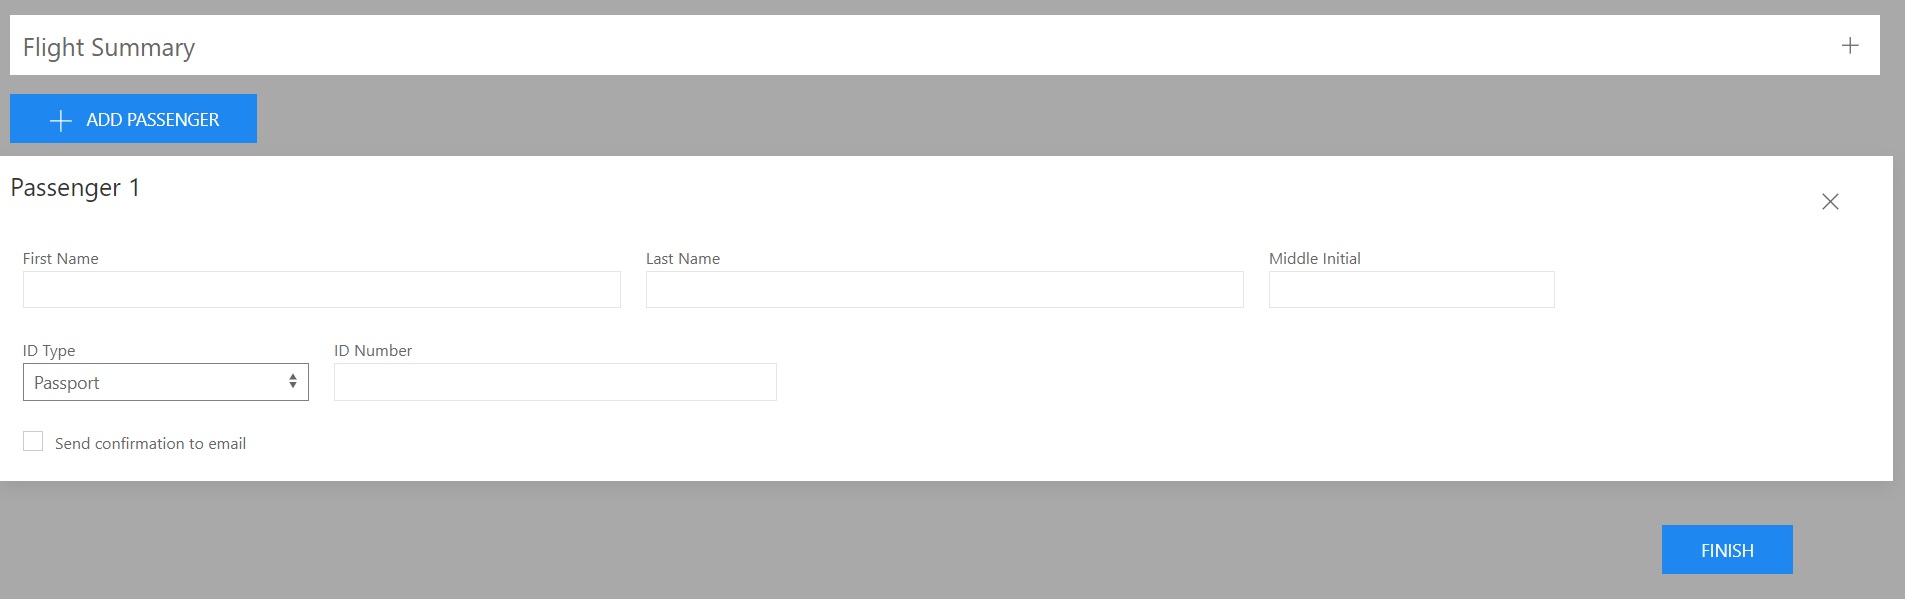 Flight Summary
ADD PASSENGER
Passenger 1
First Name
Last Name
Middle Initial
ID Type
ID Number
Passport
Send confirmation to email
FINISH